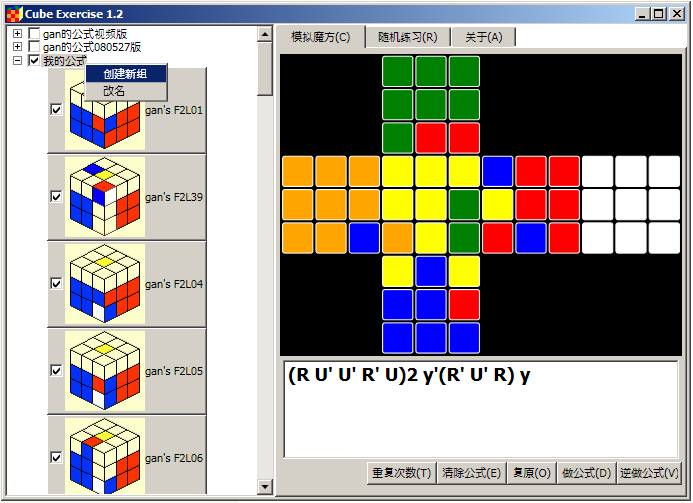 Cube Exercise 1.2
gan的公式视频版
gan的公式080527版
我的公式
创建新组
改名
gan's F2L01
gan's F2L39
gan's F2L04
gan's F2L05
gan's F2L06
模拟魔方(C) 随机练习(R) 关于(A)
(R U' U' R' U)2 y'(R' U' R) y
重复次数(T) 清除公式(E) 复原(O) 做公式(D) 逆做公式(V)